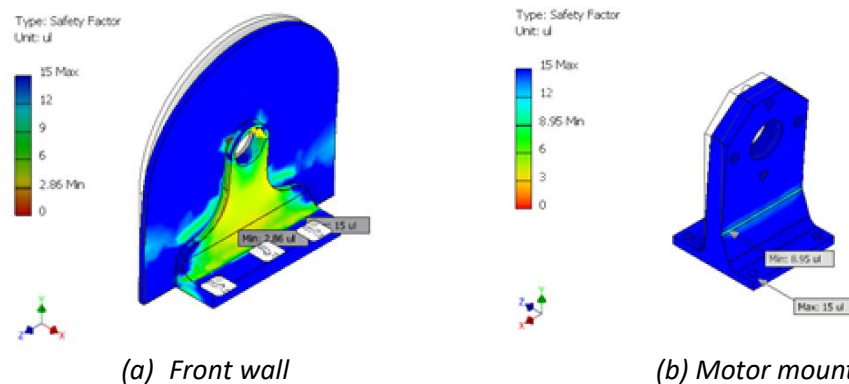 Type: Safety Factor
Unit: ul
15 Max
12
9
6
2.86 Min
0
15 ul
Min: 2.86 ul
Y
Z
X
(a) Front wall
Type: Safety Factor
Unit: ul
15 Max
12
8.95 Min
6
3
0
Min: 8.95 ul
Max: 15 ul
Y
Z
X
(b) Motor mount